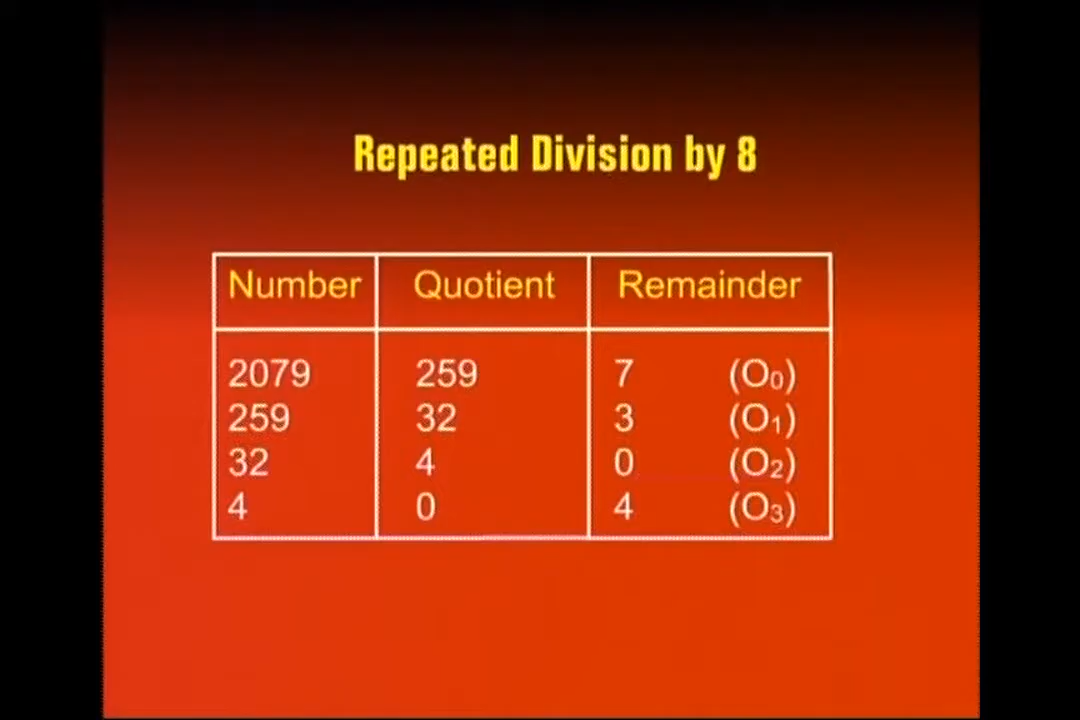 Repeated Division by 8
Number Quotient Remainder
2079 259 7 (O₀)
259 32 3 (O₁)
32 4 0 (O₂)
4 0 4 (O₃)